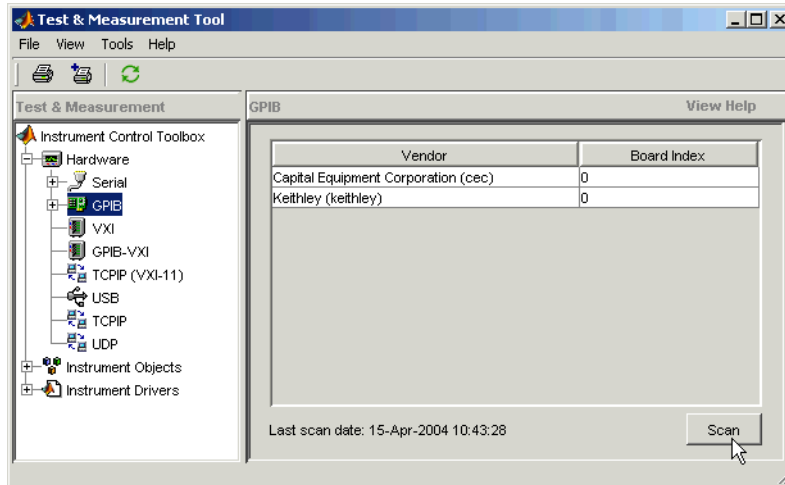 Test & Measurement Tool
File View Tools Help
Test & Measurement
GPIB View Help
Instrument Control Toolbox
Hardware
Serial
GPIB
VXI
GPIB-VXI
TCPIP (VXI-11)
USB
TCPIP
UDP
Instrument Objects
Instrument Drivers
Vendor Board Index
Capital Equipment Corporation (cec) 0
Keithley (keithley) 0
Last scan date: 15-Apr-2004 10:43:28
Scan